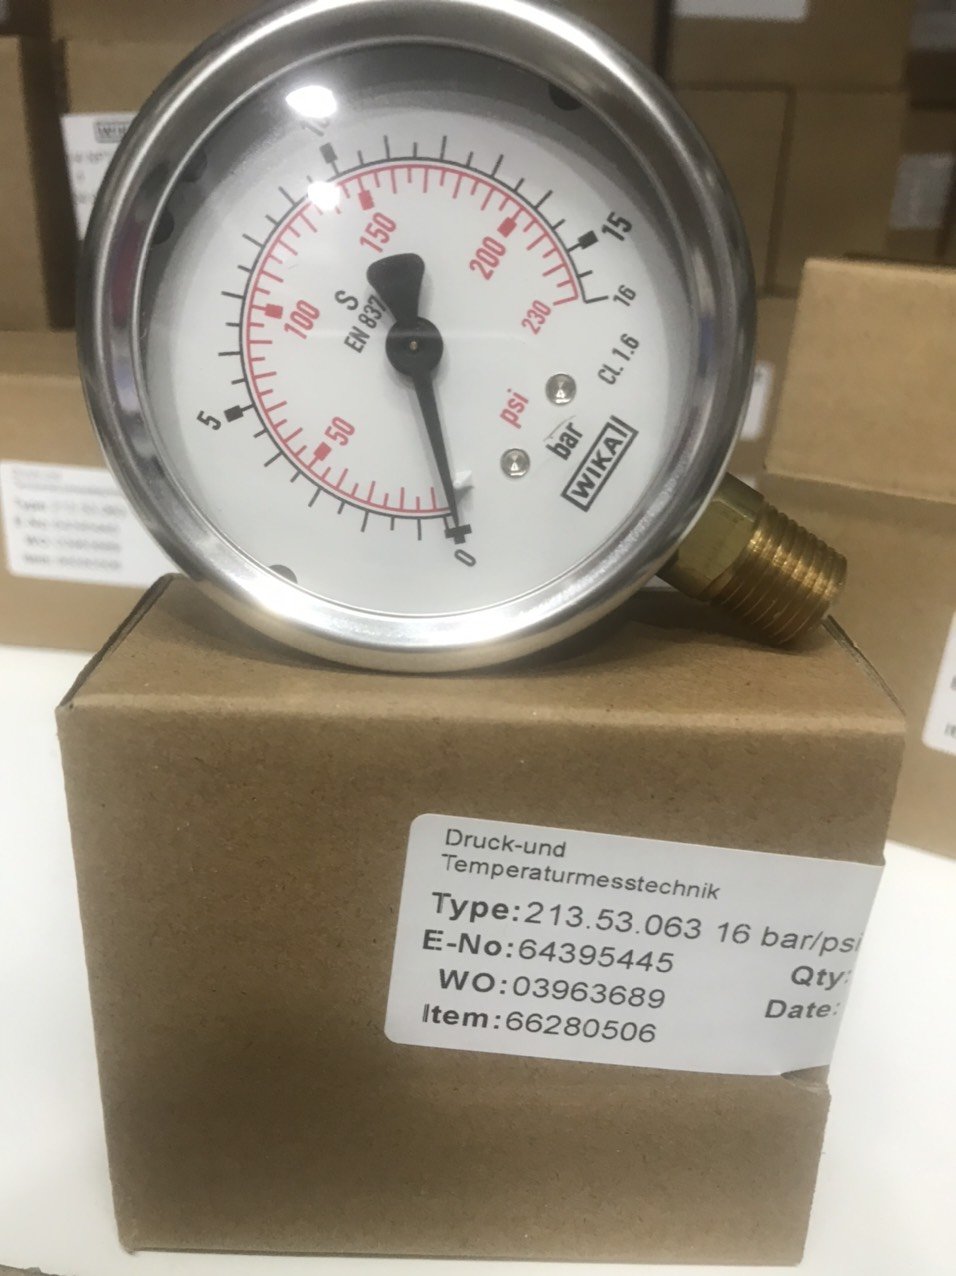 10
150
15
200
S
EN 837
230
16
100
CL 1.6
psi
50
bar
5
WIKAI
0
Druck-und
Temperaturmesstechnik
Type:213.53.063 16 bar/psi
E-No:64395445
Qty:
WO:03963689
Date:
Item:66280506